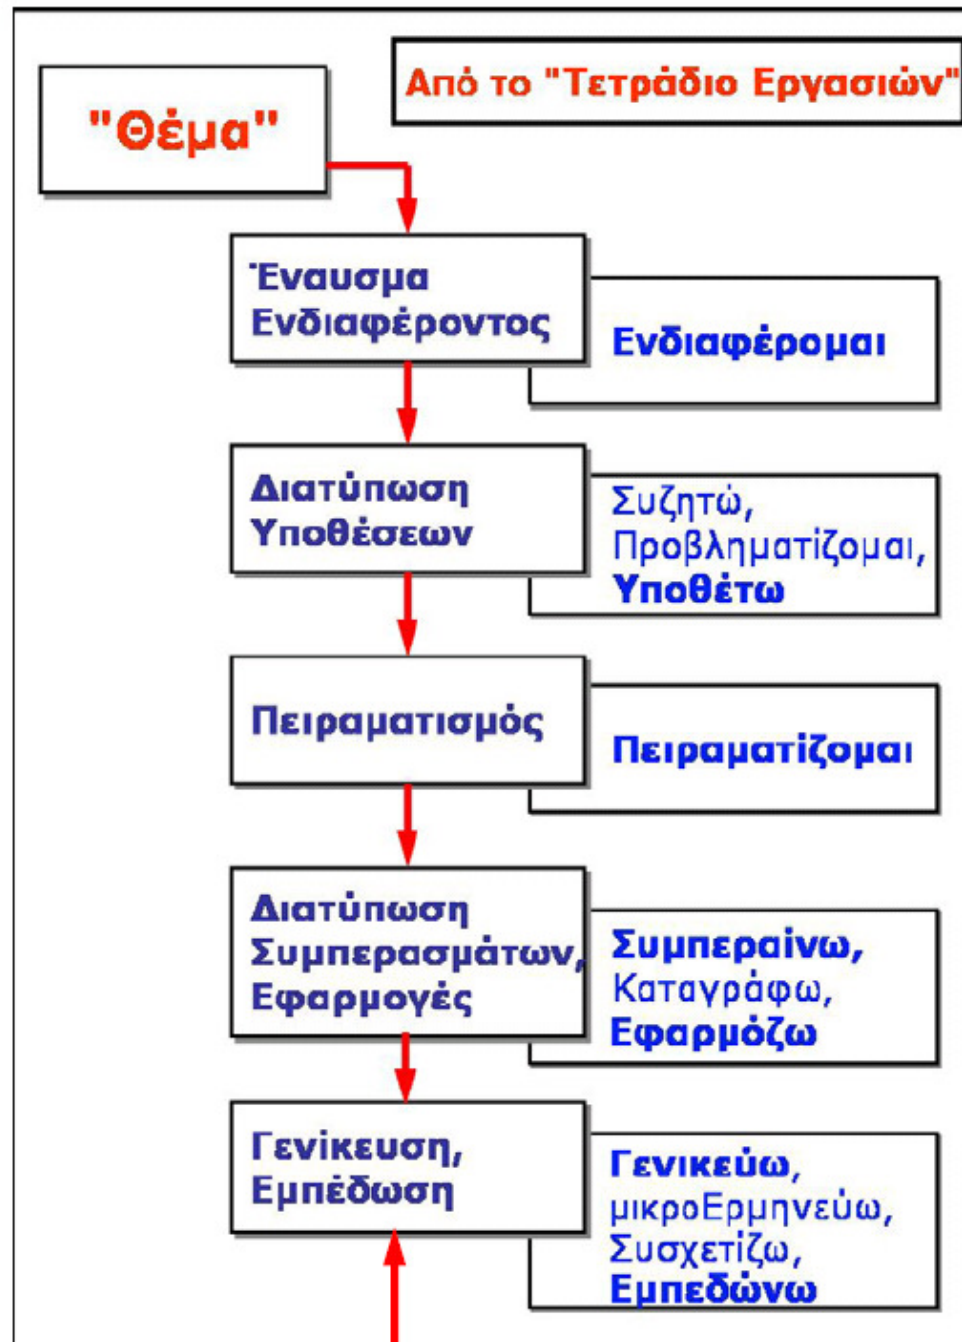 Από το "Τετράδιο Εργασιών"
"Θέμα"
Έναυσμα
Ενδιαφέροντος
Ενδιαφέρομαι
Διατύπωση
Υποθέσεων
Συζητώ,
Προβληματίζομαι,
Υποθέτω
Πειραματισμός
Πειραματίζομαι
Διατύπωση
Συμπερασμάτων,
Εφαρμογές
Συμπεραίνω,
Καταγράφω,
Εφαρμόζω
Γενίκευση,
Εμπέδωση
Γενικεύω,
μικροΕρμηνεύω,
Συσχετίζω,
Εμπεδώνω